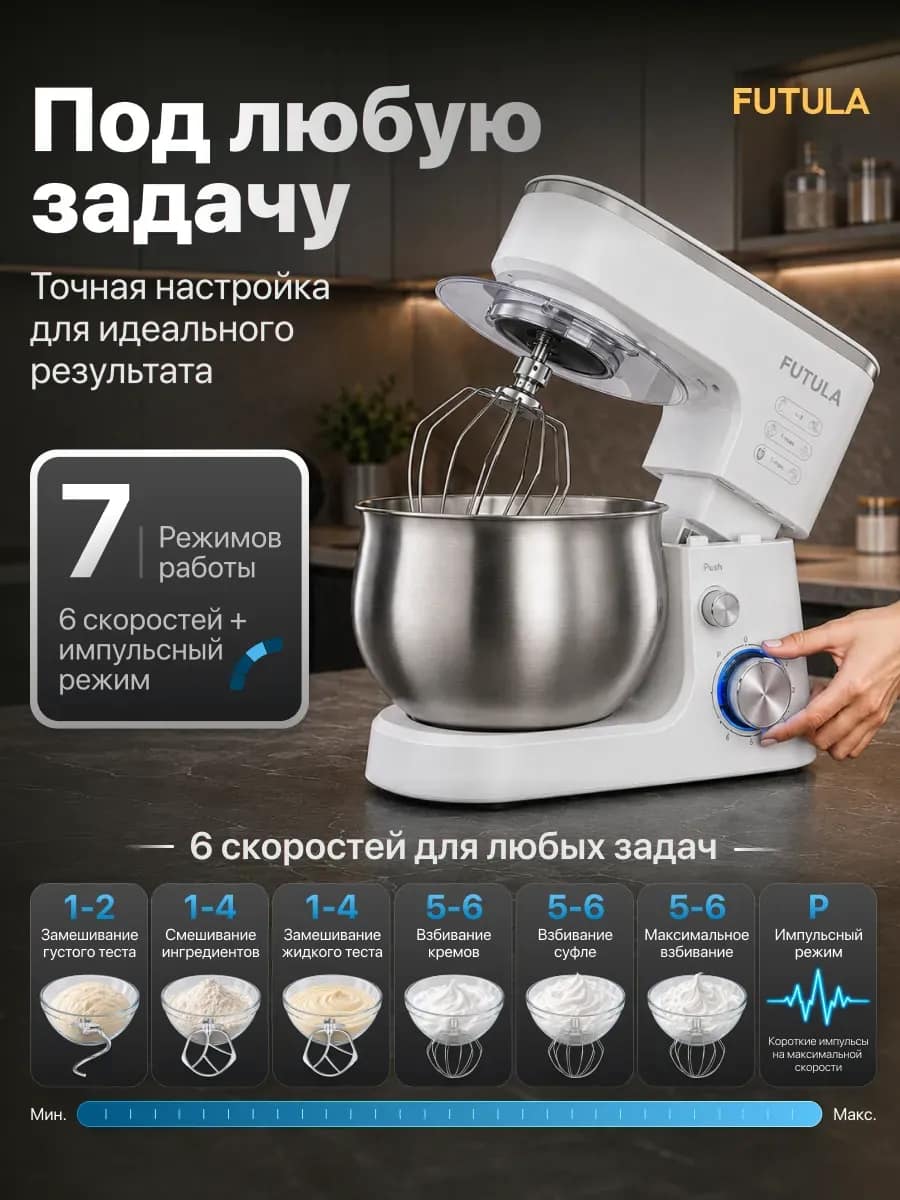 Под любую
задачу
FUTULA
Точная настройка
для идеального
результата
FUTULA
7
Режимов
работы
6 скоростей +
импульсный
режим
Push
P
0
6
5
6 скоростей для любых задач
1-2
Замешивание
густого теста
1-4
Смешивание
ингредиентов
1-4
Замешивание
жидкого теста
5-6
Взбивание
кремов
5-6
Взбивание
суфле
5-6
Максимальное
взбивание
P
Импульсный
режим
Короткие импульсы
на максимальной
скорости
Мин.
Макс.